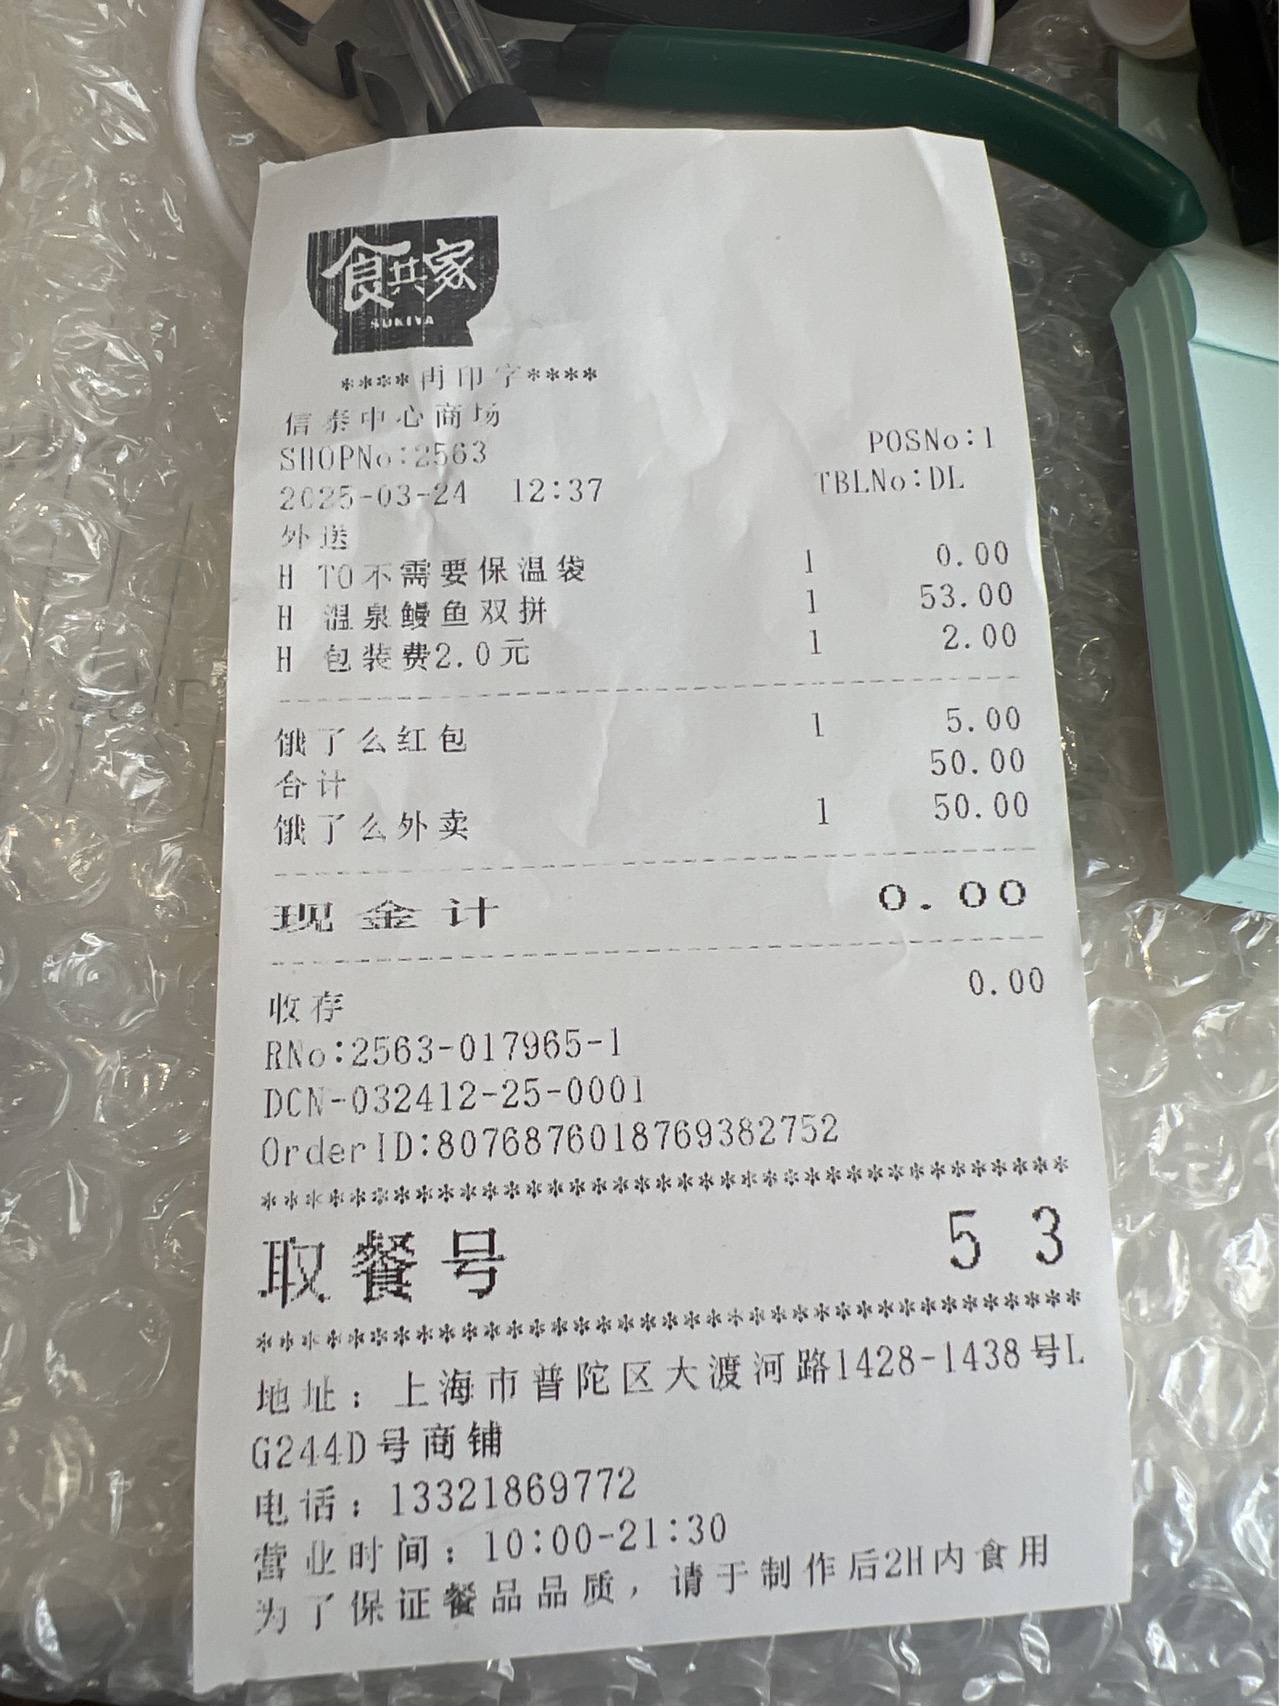 食其家
SUKIYA
****再印字****
信泰中心商场
SHOPNo:2563 POSNo:1
2025-03-24 12:37 TBLNo:DL
外送
H TO不需要保温袋 1 0.00
H 温泉鳗鱼双拼 1 53.00
H 包装费2.0元 1 2.00
饿了么红包 1 5.00
合计 50.00
饿了么外卖 1 50.00
现金计 0.00
收存 0.00
RNo:2563-017965-1
DCN-032412-25-0001
OrderID:8076876018769382752
**************************************
取餐号 53
**************************************
地址：上海市普陀区大渡河路1428-1438号L
G244D号商铺
电话：13321869772
营业时间：10:00-21:30
为了保证餐品品质，请于制作后2H内食用